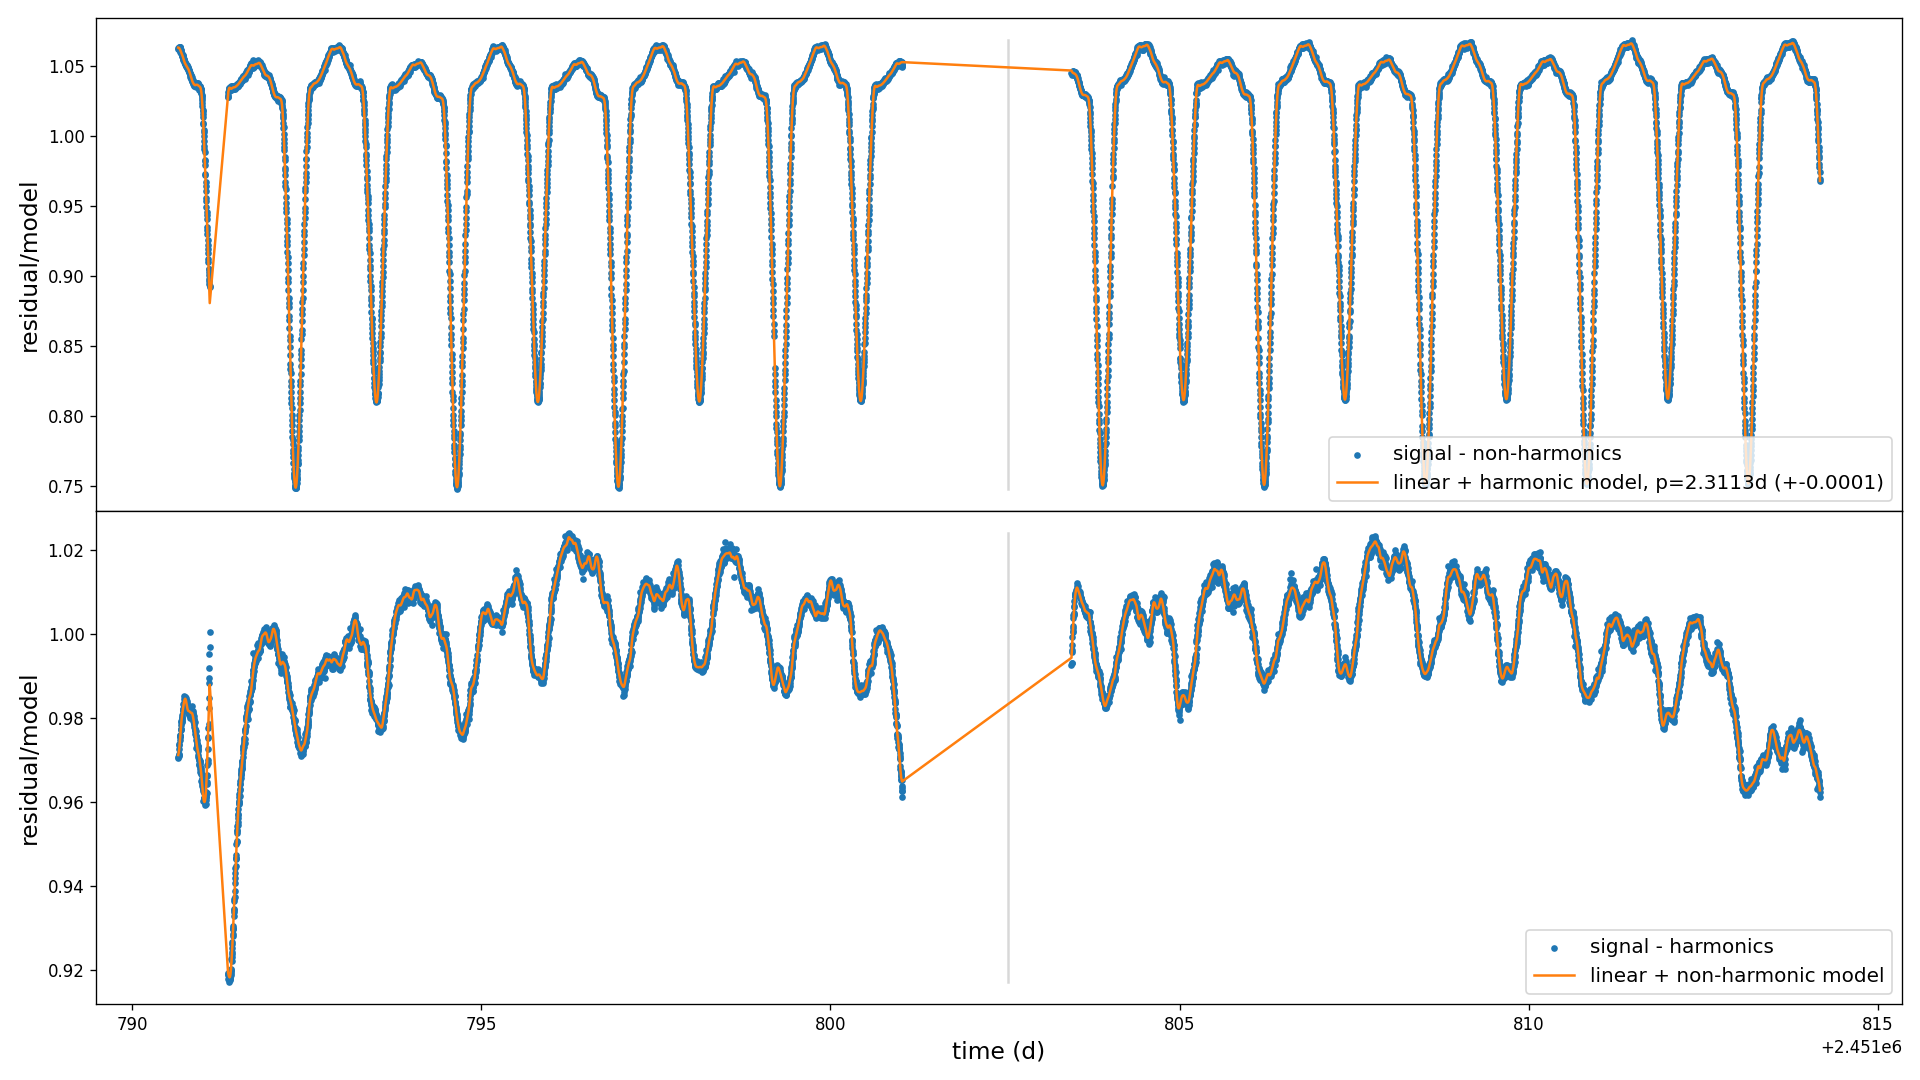 residual/model
1.05
1.00
0.95
0.90
0.85
0.80
0.75
signal - non-harmonics
linear + harmonic model, p=2.3113d (+-0.0001)
residual/model
1.02
1.00
0.98
0.96
0.94
0.92
signal - harmonics
linear + non-harmonic model
790 795 800 805 810 815
+2.451e6
time (d)